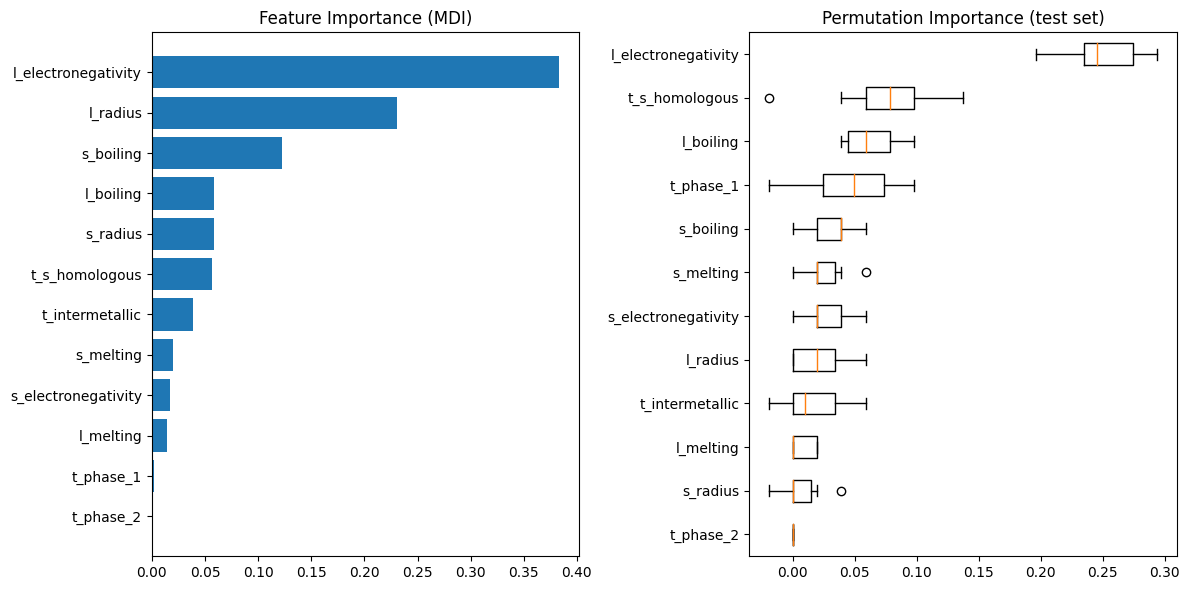 Feature Importance (MDI)
l_electronegativity
l_radius
s_boiling
l_boiling
s_radius
t_s_homologous
t_intermetallic
s_melting
s_electronegativity
l_melting
t_phase_1
t_phase_2
0.00 0.05 0.10 0.15 0.20 0.25 0.30 0.35 0.40
Permutation Importance (test set)
l_electronegativity
t_s_homologous
l_boiling
t_phase_1
s_boiling
s_melting
s_electronegativity
l_radius
t_intermetallic
l_melting
s_radius
t_phase_2
0.00 0.05 0.10 0.15 0.20 0.25 0.30